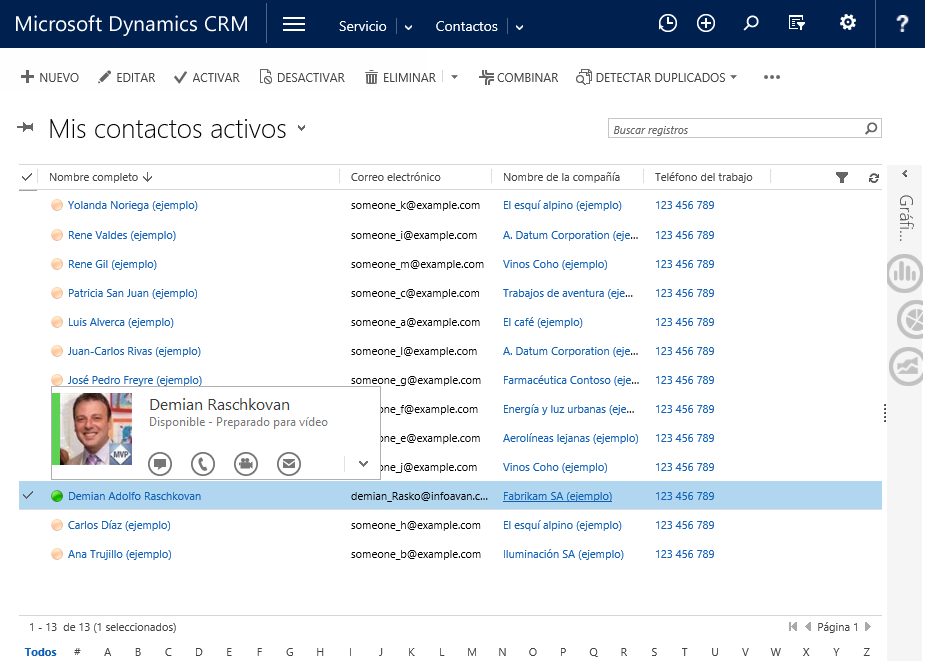 Microsoft Dynamics CRM Servicio Contactos ?
NUEVO EDITAR ACTIVAR DESACTIVAR ELIMINAR COMBINAR DETECTAR DUPLICADOS •••
Mis contactos activos Buscar registros
Nombre completo Correo electrónico Nombre de la compañía Teléfono del trabajo
Gráfi...
Yolanda Noriega (ejemplo) someone_k@example.com El esquí alpino (ejemplo) 123 456 789
Rene Valdes (ejemplo) someone_i@example.com A. Datum Corporation (eje... 123 456 789
Rene Gil (ejemplo) someone_m@example.com Vinos Coho (ejemplo) 123 456 789
Patricia San Juan (ejemplo) someone_c@example.com Trabajos de aventura (eje... 123 456 789
Luis Alverca (ejemplo) someone_a@example.com El café (ejemplo) 123 456 789
Juan-Carlos Rivas (ejemplo) someone_l@example.com A. Datum Corporation (eje... 123 456 789
José Pedro Freyre (ejemplo) someone_g@example.com Farmacéutica Contoso (eje... 123 456 789
Demian Raschkovan
Disponible - Preparado para vídeo
MVP
e_f@example.com Energía y luz urbanas (eje... 123 456 789
e_e@example.com Aerolíneas lejanas (ejemplo) 123 456 789
e_j@example.com Vinos Coho (ejemplo) 123 456 789
Demian Adolfo Raschkovan demian_Rasko@infoavan.c... Fabrikam SA (ejemplo) 123 456 789
Carlos Díaz (ejemplo) someone_h@example.com El esquí alpino (ejemplo) 123 456 789
Ana Trujillo (ejemplo) someone_b@example.com Iluminación SA (ejemplo) 123 456 789
1 - 13 de 13 (1 seleccionados) Página 1
Todos # A B C D E F G H I J K L M N O P Q R S T U V W X Y Z